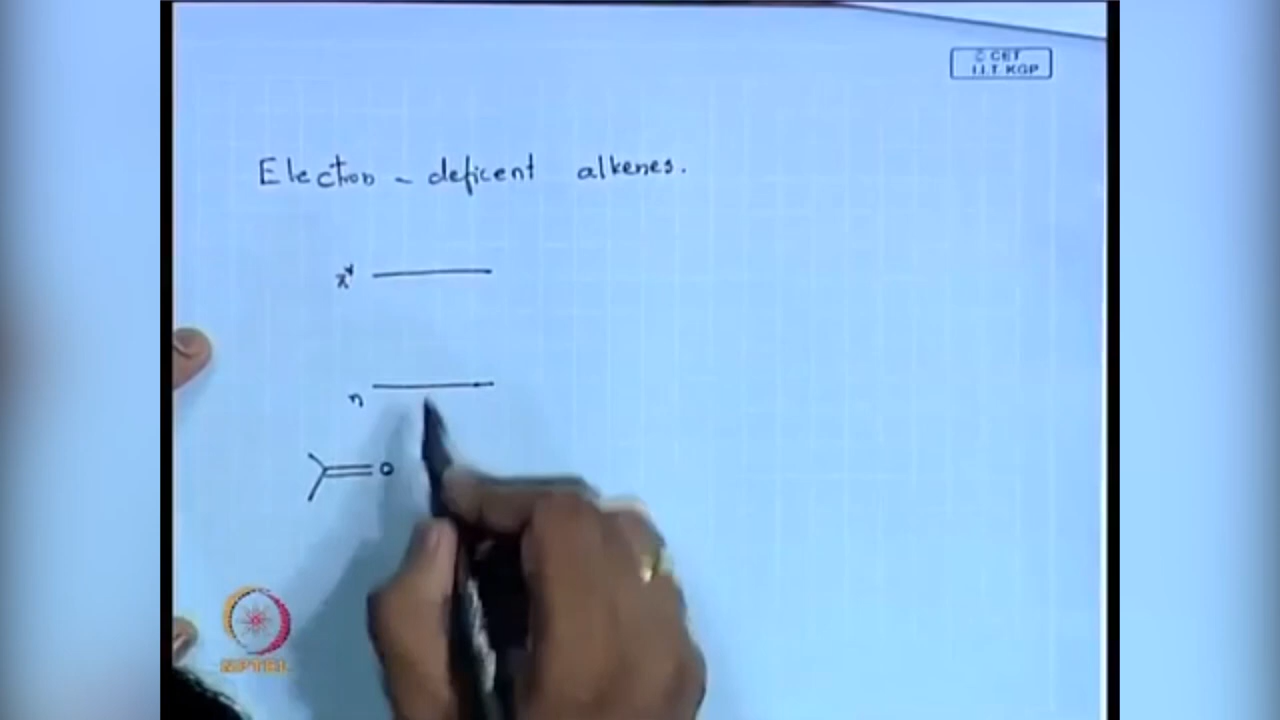 © CET
I.I.T. KGP
Electron - deficent alkenes.
π*
n
O
NPTEL